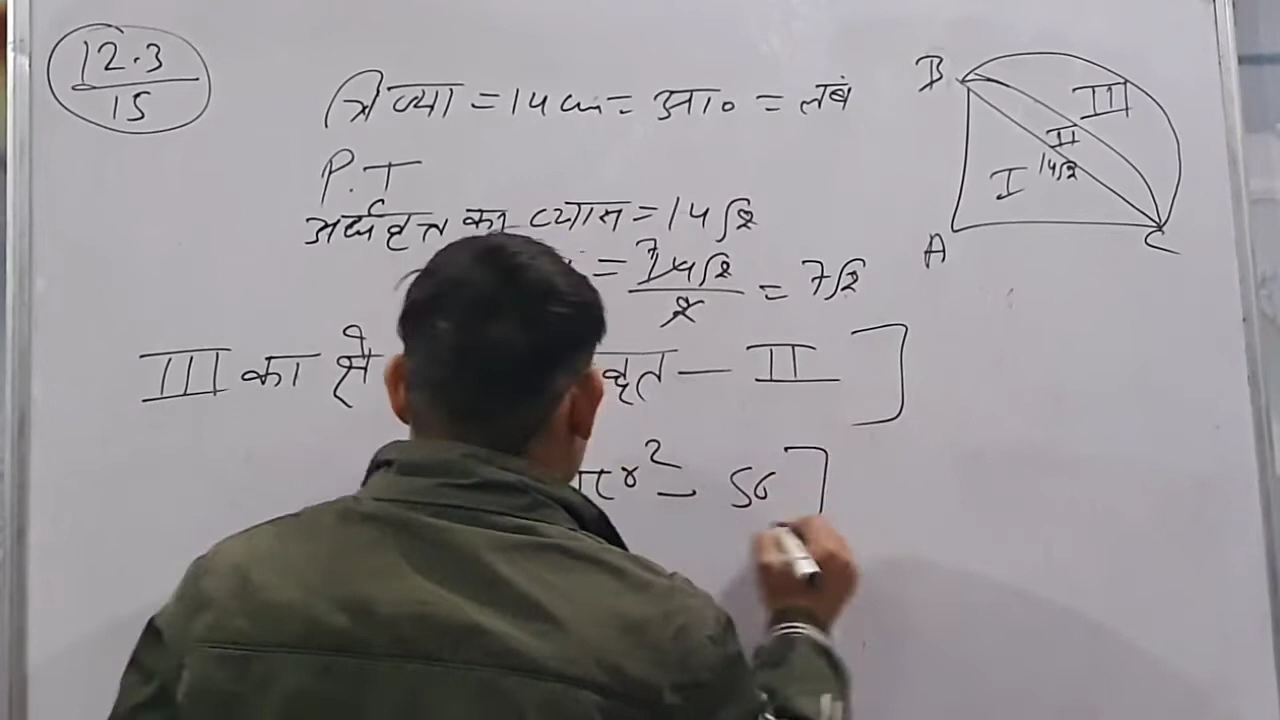 12.3
15
त्रिज्या = 14 cm = आ० = लंब
P.T
अर्धवृत्त का व्यास = 14√2
= 14√2 / 2 = 7√2
7
III का क्षे वृत - II ]
πr² - 56 ]
B
III
II
14√2
I
A
C